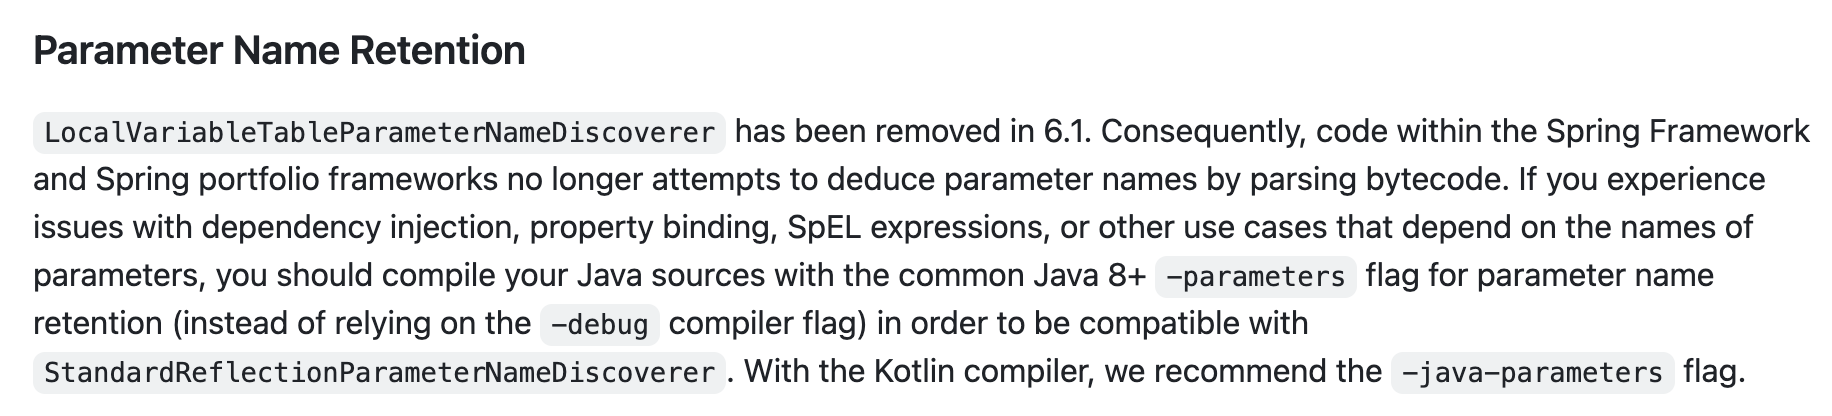 Parameter Name Retention
LocalVariableTableParameterNameDiscoverer has been removed in 6.1. Consequently, code within the Spring Framework
and Spring portfolio frameworks no longer attempts to deduce parameter names by parsing bytecode. If you experience
issues with dependency injection, property binding, SpEL expressions, or other use cases that depend on the names of
parameters, you should compile your Java sources with the common Java 8+ -parameters flag for parameter name
retention (instead of relying on the -debug compiler flag) in order to be compatible with
StandardReflectionParameterNameDiscoverer. With the Kotlin compiler, we recommend the -java-parameters flag.